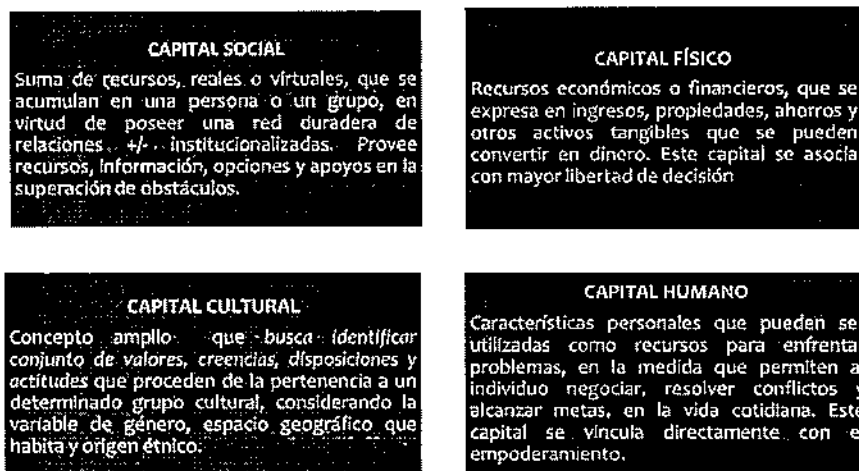 CAPITAL SOCIAL
Suma de recursos, reales o virtuales, que se
acumulan en una persona o un grupo, en
virtud de poseer una red duradera de
relaciones +/- institucionalizadas. Provee
recursos, información, opciones y apoyos en la
superación de obstáculos.
CAPITAL FÍSICO
Recursos económicos o financieros, que se
expresa en ingresos, propiedades, ahorros y
otros activos tangibles que se pueden
convertir en dinero. Este capital se asocia
con mayor libertad de decisión
CAPITAL CULTURAL
Concepto amplio que busca identificar
conjunto de valores, creencias, disposiciones y
actitudes que proceden de la pertenencia a un
determinado grupo cultural, considerando la
variable de género, espacio geográfico que
habita y origen étnico.
CAPITAL HUMANO
Características personales que pueden se
utilizadas como recursos para enfrenta
problemas, en la medida que permiten a
individuo negociar, resolver conflictos y
alcanzar metas, en la vida cotidiana. Este
capital se vincula directamente con e
empoderamiento.